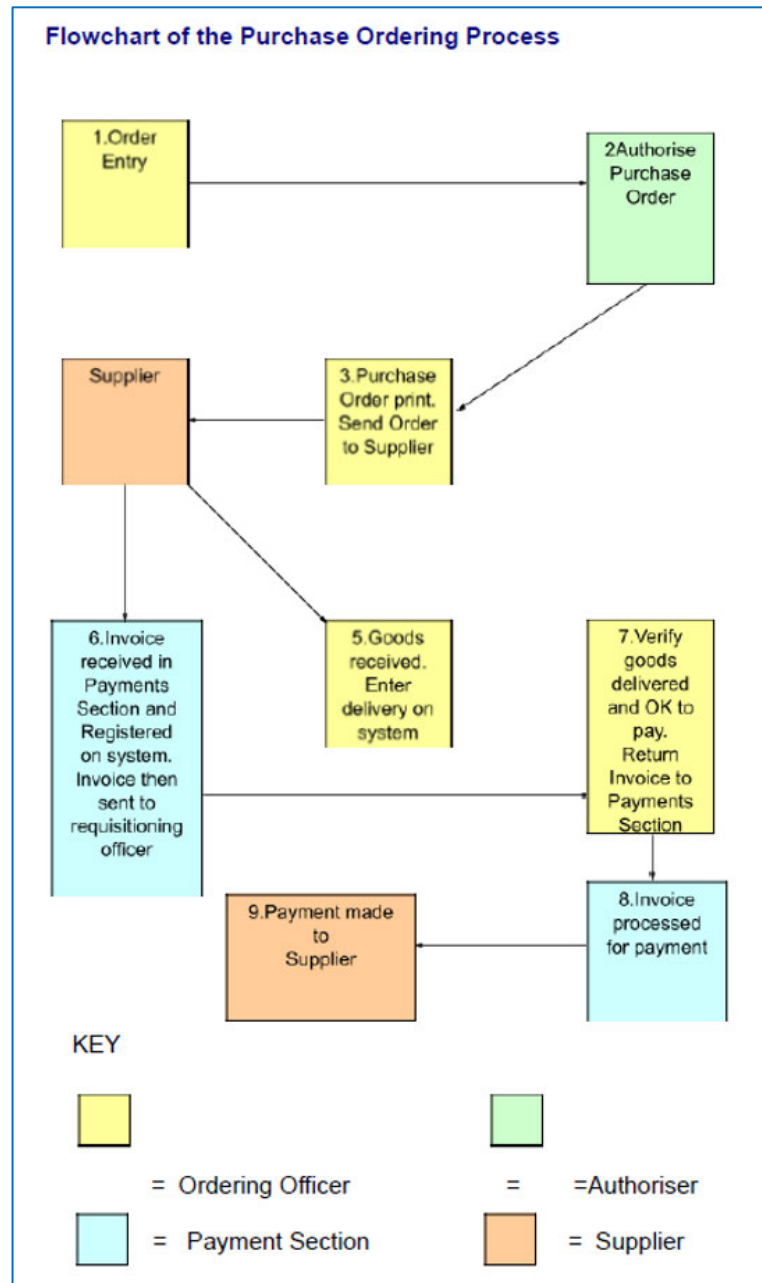 Flowchart of the Purchase Ordering Process
1.Order
Entry
2Authorise
Purchase
Order
Supplier
3.Purchase
Order print.
Send Order
to Supplier
6.Invoice
received in
Payments
Section and
Registered
on system.
Invoice then
sent to
requisitioning
officer
5.Goods
received.
Enter
delivery on
system
7.Verify
goods
delivered
and OK to
pay.
Return
Invoice to
Payments
Section
9.Payment made
to
Supplier
8.Invoice
processed
for payment
KEY
= Ordering Officer
= =Authoriser
= Payment Section
= Supplier